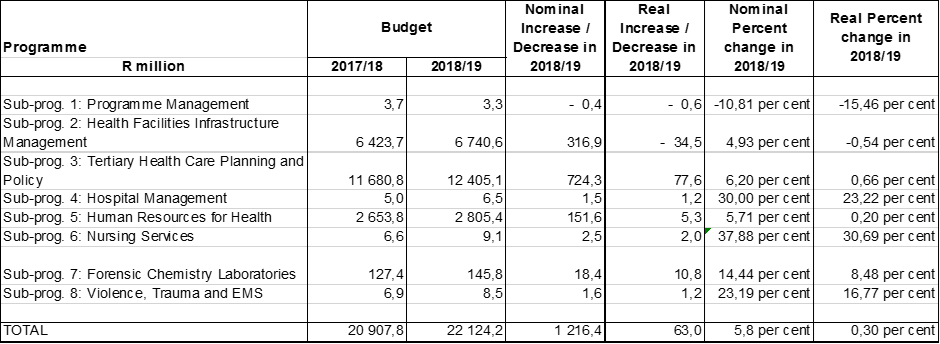 Programme
Budget
Nominal Increase / Decrease in 2018/19
Real Increase / Decrease in 2018/19
Nominal Percent change in 2018/19
Real Percent change in 2018/19
R million 2017/18 2018/19
Sub-prog. 1: Programme Management 3,7 3,3 - 0,4 - 0,6 -10,81 per cent -15,46 per cent
Sub-prog. 2: Health Facilities Infrastructure
Management 6 423,7 6 740,6 316,9 - 34,5 4,93 per cent -0,54 per cent
Sub-prog. 3: Tertiary Health Care Planning and
Policy 11 680,8 12 405,1 724,3 77,6 6,20 per cent 0,66 per cent
Sub-prog. 4: Hospital Management 5,0 6,5 1,5 1,2 30,00 per cent 23,22 per cent
Sub-prog. 5: Human Resources for Health 2 653,8 2 805,4 151,6 5,3 5,71 per cent 0,20 per cent
Sub-prog. 6: Nursing Services 6,6 9,1 2,5 2,0 37,88 per cent 30,69 per cent
Sub-prog. 7: Forensic Chemistry Laboratories 127,4 145,8 18,4 10,8 14,44 per cent 8,48 per cent
Sub-prog. 8: Violence, Trauma and EMS 6,9 8,5 1,6 1,2 23,19 per cent 16,77 per cent
TOTAL 20 907,8 22 124,2 1 216,4 63,0 5,8 per cent 0,30 per cent